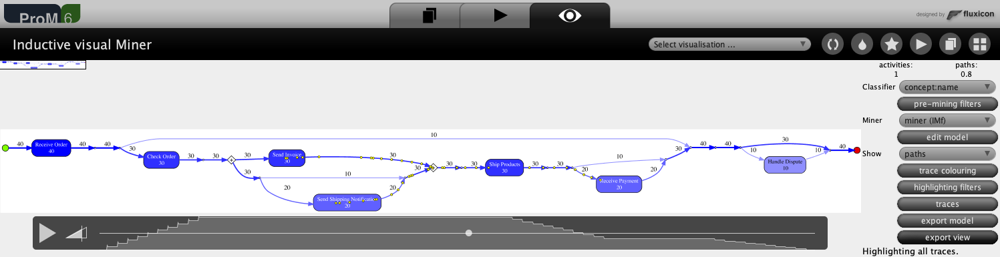 ProM 6
designed by fluxicon
Inductive visual Miner
Select visualisation ...
activities:
1
paths:
0.8
Classifier
concept:name
pre-mining filters
Miner
miner (IMf)
edit model
Show
paths
trace colouring
highlighting filters
traces
export model
export view
Highlighting all traces.
40
Receive Order
40
40
40
10
30
Check Order
30
30
30
30
Send Invoice
30
30
30
10
20
Send Shipping Notification
20
20
30
30
30
Ship Products
30
30
30
10
20
Receive Payment
20
20
30
40
40
30
10
Handle Dispute
10
10
40